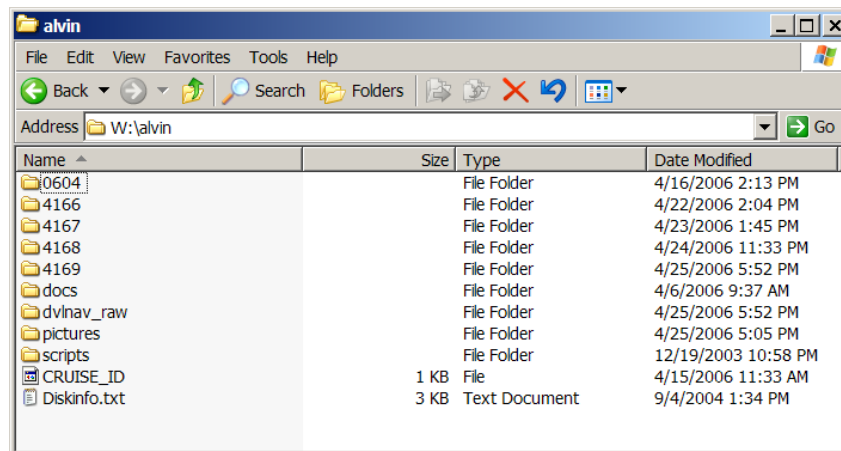 alvin
File Edit View Favorites Tools Help
Back Search Folders
Address W:\alvin Go
Name Size Type Date Modified
0604 File Folder 4/16/2006 2:13 PM
4166 File Folder 4/22/2006 2:04 PM
4167 File Folder 4/23/2006 1:45 PM
4168 File Folder 4/24/2006 11:33 PM
4169 File Folder 4/25/2006 5:52 PM
docs File Folder 4/6/2006 9:37 AM
dvlnav_raw File Folder 4/25/2006 5:52 PM
pictures File Folder 4/25/2006 5:05 PM
scripts File Folder 12/19/2003 10:58 PM
CRUISE_ID 1 KB File 4/15/2006 11:33 AM
Diskinfo.txt 3 KB Text Document 9/4/2004 1:34 PM